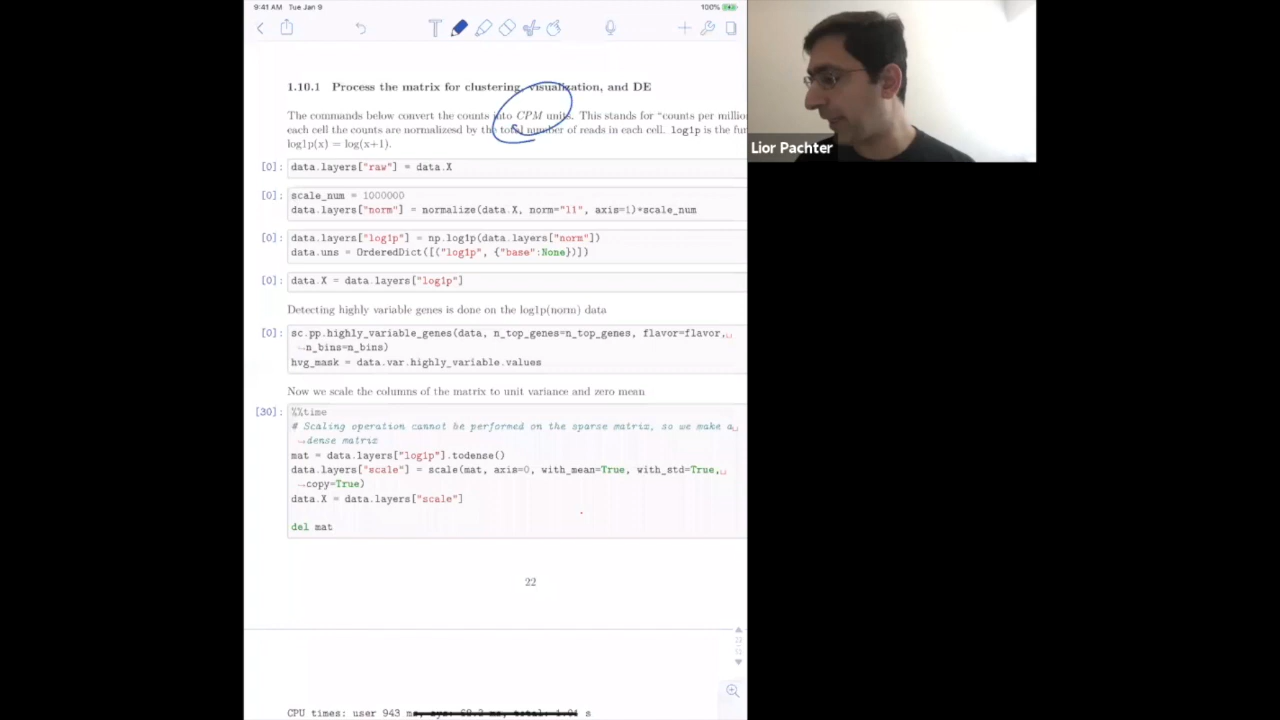 9:41 AM Tue Jan 9
100%
1.10.1 Process the matrix for clustering, visualization, and DE
The commands below convert the counts into CPM units. This stands for "counts per millio
each cell the counts are normalizesd by the total number of reads in each cell. log1p is the fu
log1p(x) = log(x+1).
[0]: data.layers["raw"] = data.X
[0]: scale_num = 1000000
data.layers["norm"] = normalize(data.X, norm="l1", axis=1)*scale_num
[0]: data.layers["log1p"] = np.log1p(data.layers["norm"])
data.uns = OrderedDict([("log1p", {"base":None})])
[0]: data.X = data.layers["log1p"]
Detecting highly variable genes is done on the log1p(norm) data
[0]: sc.pp.highly_variable_genes(data, n_top_genes=n_top_genes, flavor=flavor,␣
↪n_bins=n_bins)
hvg_mask = data.var.highly_variable.values
Now we scale the columns of the matrix to unit variance and zero mean
[30]: %%time
# Scaling operation cannot be performed on the sparse matrix, so we make a␣
↪dense matrix
mat = data.layers["log1p"].todense()
data.layers["scale"] = scale(mat, axis=0, with_mean=True, with_std=True,␣
↪copy=True)
data.X = data.layers["scale"]
del mat
22
CPU times: user 943 ms, sys: 68.3 ms, total: 1.01 s
Lior Pachter